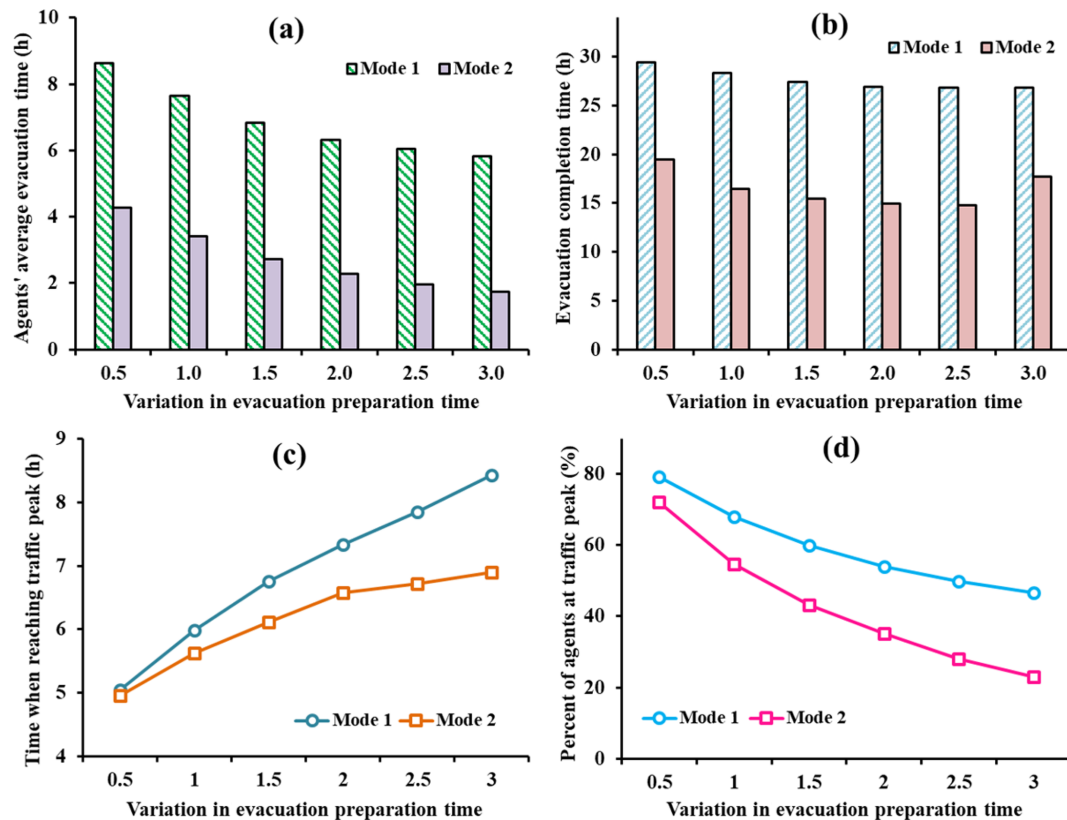 (a)
Agents' average evacuation time (h)
10
8
6
4
2
0
Mode 1 Mode 2
0.5 1.0 1.5 2.0 2.5 3.0
Variation in evacuation preparation time
(b)
Evacuation completion time (h)
30
25
20
15
10
5
0
Mode 1 Mode 2
0.5 1.0 1.5 2.0 2.5 3.0
Variation in evacuation preparation time
(c)
Time when reaching traffic peak (h)
9
8
7
6
5
4
Mode 1 Mode 2
0.5 1 1.5 2 2.5 3
Variation in evacuation preparation time
(d)
Percent of agents at traffic peak (%)
80
60
40
20
0
Mode 1 Mode 2
0.5 1 1.5 2 2.5 3
Variation in evacuation preparation time